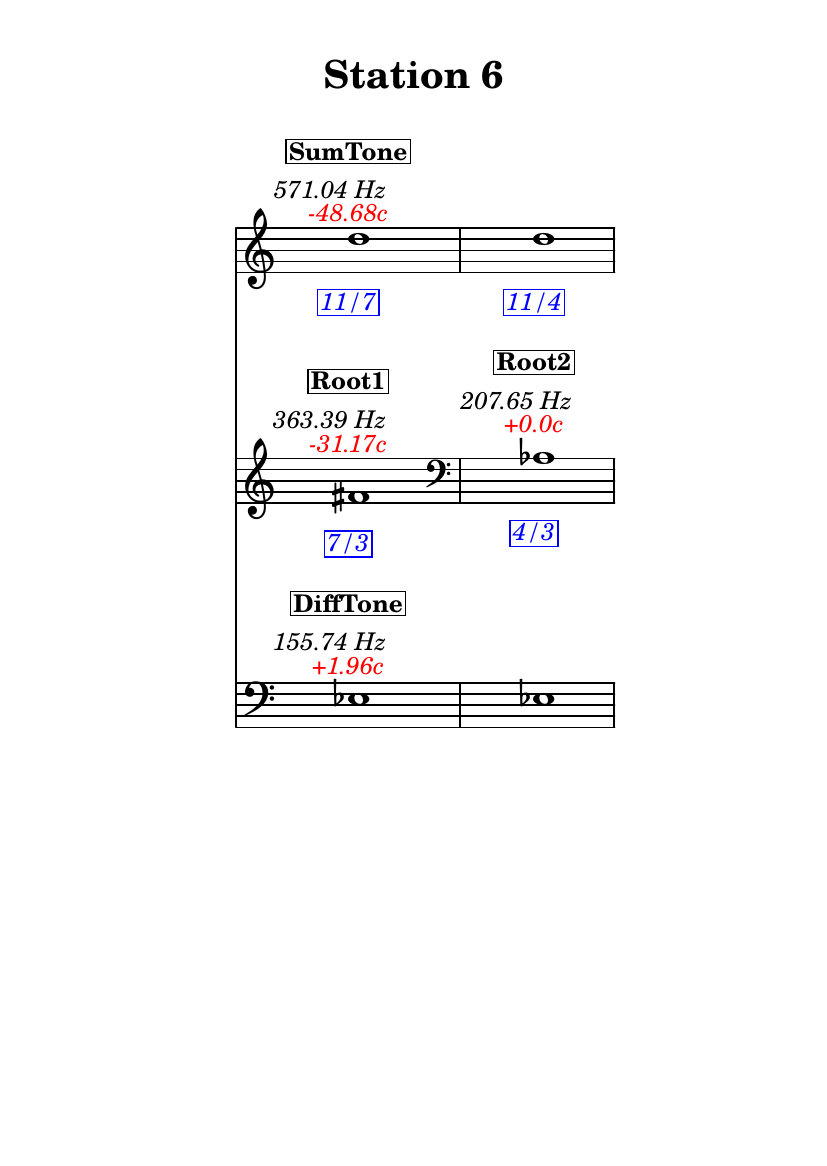 Station 6
SumTone
571.04 Hz
-48.68c
11/7
11/4
Root1
363.39 Hz
-31.17c
7/3
Root2
207.65 Hz
+0.0c
4/3
DiffTone
155.74 Hz
+1.96c